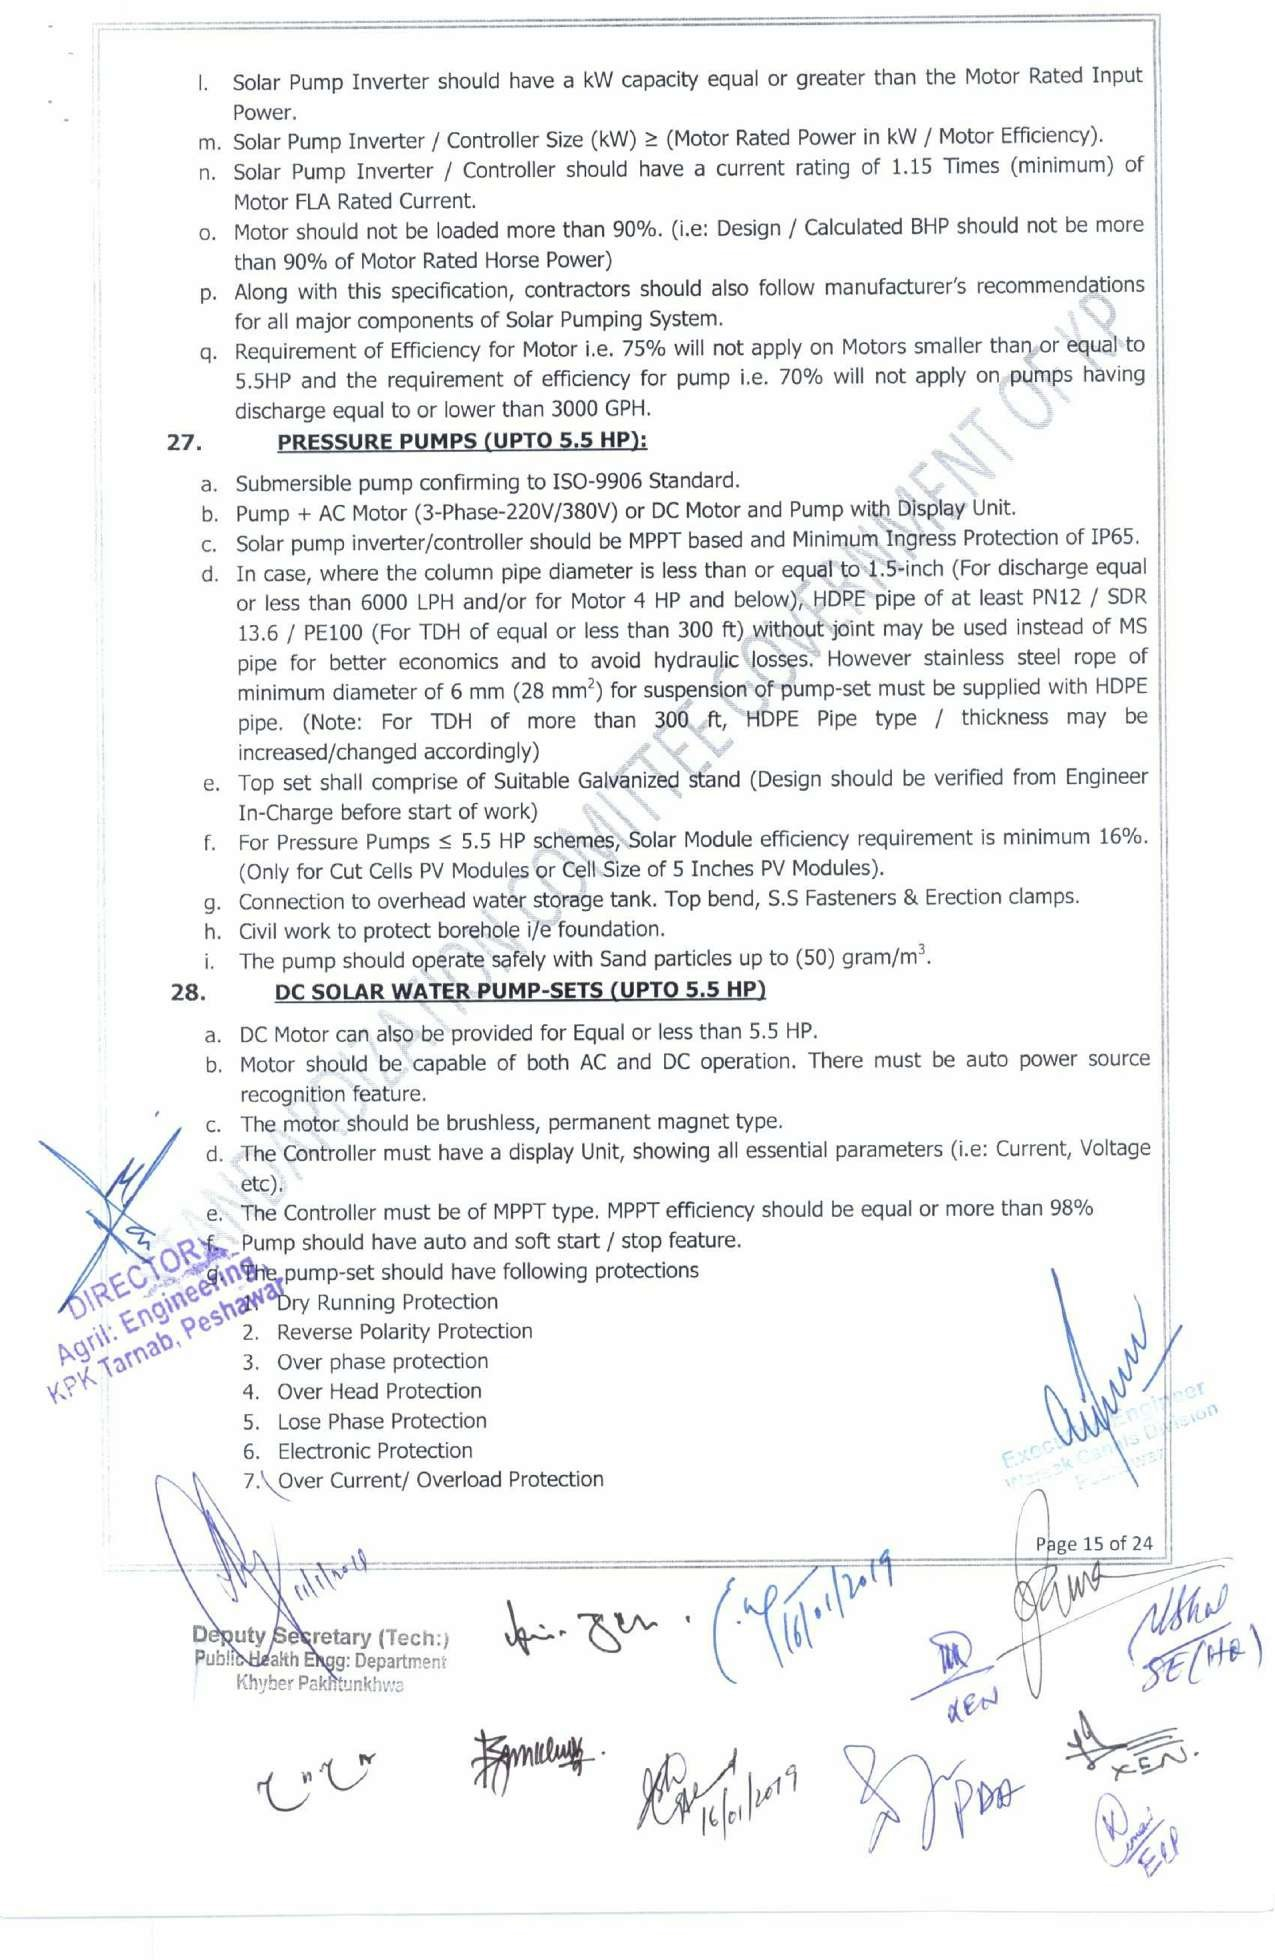 l. Solar Pump Inverter should have a kW capacity equal or greater than the Motor Rated Input
Power.
m. Solar Pump Inverter / Controller Size (kW) ≥ (Motor Rated Power in kW / Motor Efficiency).
n. Solar Pump Inverter / Controller should have a current rating of 1.15 Times (minimum) of
Motor FLA Rated Current.
o. Motor should not be loaded more than 90%. (i.e: Design / Calculated BHP should not be more
than 90% of Motor Rated Horse Power)
p. Along with this specification, contractors should also follow manufacturer's recommendations
for all major components of Solar Pumping System.
q. Requirement of Efficiency for Motor i.e. 75% will not apply on Motors smaller than or equal to
5.5HP and the requirement of efficiency for pump i.e. 70% will not apply on pumps having
discharge equal to or lower than 3000 GPH.
27. PRESSURE PUMPS (UPTO 5.5 HP):
a. Submersible pump confirming to ISO-9906 Standard.
b. Pump + AC Motor (3-Phase-220V/380V) or DC Motor and Pump with Display Unit.
c. Solar pump inverter/controller should be MPPT based and Minimum Ingress Protection of IP65.
d. In case, where the column pipe diameter is less than or equal to 1.5-inch (For discharge equal
or less than 6000 LPH and/or for Motor 4 HP and below), HDPE pipe of at least PN12 / SDR
13.6 / PE100 (For TDH of equal or less than 300 ft) without joint may be used instead of MS
pipe for better economics and to avoid hydraulic losses. However stainless steel rope of
minimum diameter of 6 mm (28 mm²) for suspension of pump-set must be supplied with HDPE
pipe. (Note: For TDH of more than 300 ft, HDPE Pipe type / thickness may be
increased/changed accordingly)
e. Top set shall comprise of Suitable Galvanized stand (Design should be verified from Engineer
In-Charge before start of work)
f. For Pressure Pumps ≤ 5.5 HP schemes, Solar Module efficiency requirement is minimum 16%.
(Only for Cut Cells PV Modules or Cell Size of 5 Inches PV Modules).
g. Connection to overhead water storage tank. Top bend, S.S Fasteners & Erection clamps.
h. Civil work to protect borehole i/e foundation.
i. The pump should operate safely with Sand particles up to (50) gram/m³.
28. DC SOLAR WATER PUMP-SETS (UPTO 5.5 HP)
a. DC Motor can also be provided for Equal or less than 5.5 HP.
b. Motor should be capable of both AC and DC operation. There must be auto power source
recognition feature.
c. The motor should be brushless, permanent magnet type.
d. The Controller must have a display Unit, showing all essential parameters (i.e: Current, Voltage
etc).
e. The Controller must be of MPPT type. MPPT efficiency should be equal or more than 98%
f. Pump should have auto and soft start / stop feature.
g. The pump-set should have following protections
1. Dry Running Protection
2. Reverse Polarity Protection
3. Over phase protection
4. Over Head Protection
5. Lose Phase Protection
6. Electronic Protection
7. Over Current/ Overload Protection
STANDARDIZATION COMMITTEE GOVERNMENT OF KP
DIRECTOR
Agril: Engineering
KPK Tarnab, Peshawar
Executive Engineer
Canals Division
Page 15 of 24
Deputy Secretary (Tech:)
Public Health Engg: Department
Khyber Pakhtunkhwa
16/01/2019
XEN
SE(HQ)
16/01/2019
PDA
XEN.